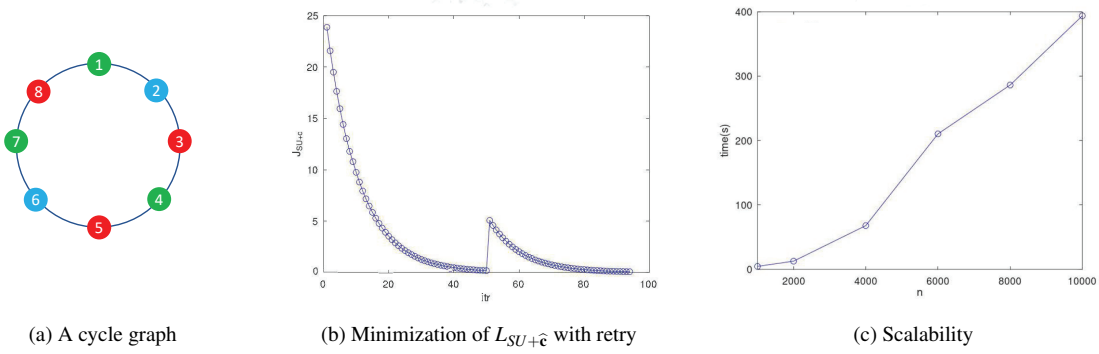 1
2
3
4
5
6
7
8
(a) A cycle graph
25
20
15
10
5
0
J_SU+c
0 20 40 60 80 100
itr
(b) Minimization of L_{SU+ĉ} with retry
400
300
200
100
0
time(s)
2000 4000 6000 8000 10000
n
(c) Scalability